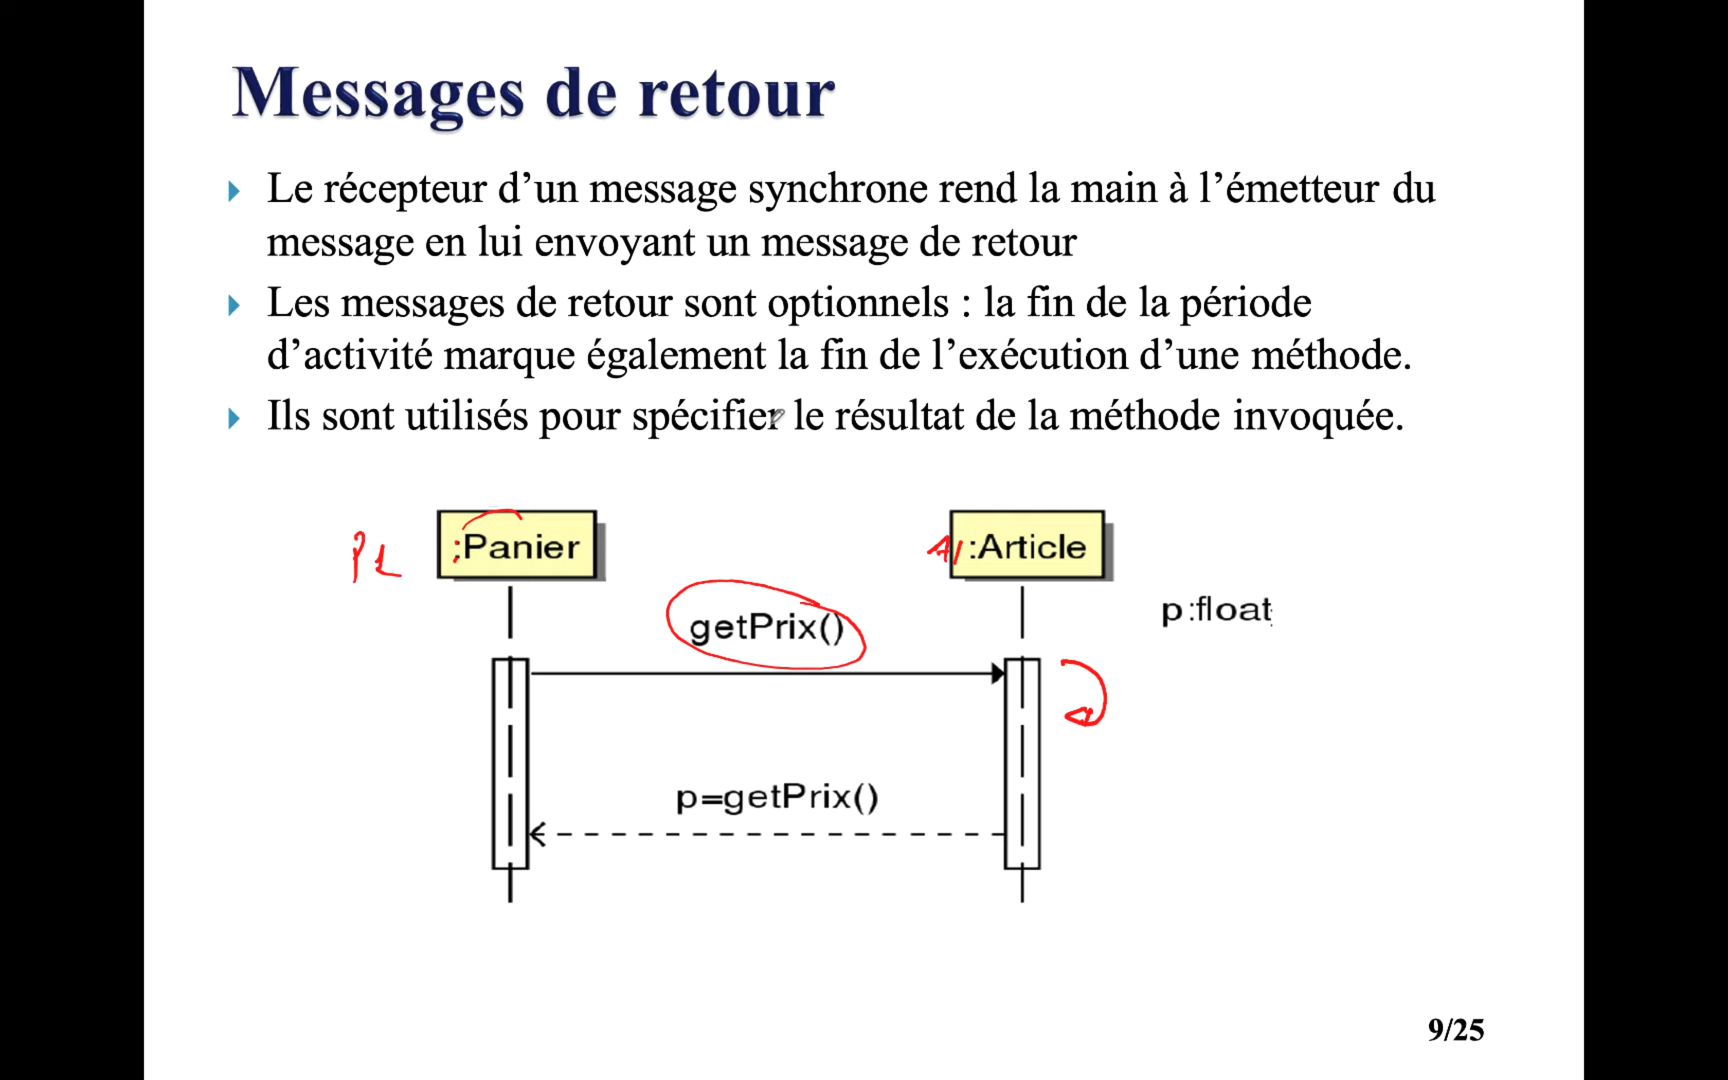 Messages de retour
Le récepteur d’un message synchrone rend la main à l’émetteur du
message en lui envoyant un message de retour
Les messages de retour sont optionnels : la fin de la période
d’activité marque également la fin de l’exécution d’une méthode.
Ils sont utilisés pour spécifier le résultat de la méthode invoquée.
P1 :Panier
A1 :Article
getPrix()
p:float
p=getPrix()
9/25